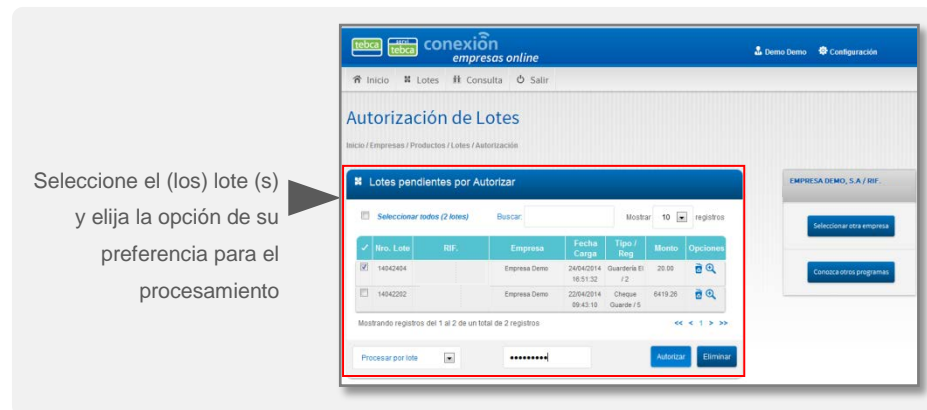 Seleccione el (los) lote (s)
y elija la opción de su
preferencia para el
procesamiento
tebca
tebca
conexión
empresas online
Demo Demo Configuración
Inicio Lotes Consulta Salir
Autorización de Lotes
Inicio / Empresas / Productos / Lotes / Autorización
Lotes pendientes por Autorizar
Seleccionar todos (2 lotes) Buscar: Mostrar 10 registros
Nro. Lote RIF. Empresa Fecha Carga Tipo / Reg Monto Opciones
14042404 Empresa Demo 24/04/2014 16:51:32 Guardería El / 2 20.00
14042202 Empresa Demo 22/04/2014 09:43:10 Cheque Guarde / 5 6419.26
Mostrando registros del 1 al 2 de un total de 2 registros << < 1 > >>
Procesar por lote ••••••••• Autorizar Eliminar
EMPRESA DEMO, S.A / RIF.
Seleccionar otra empresa
Conozca otros programas